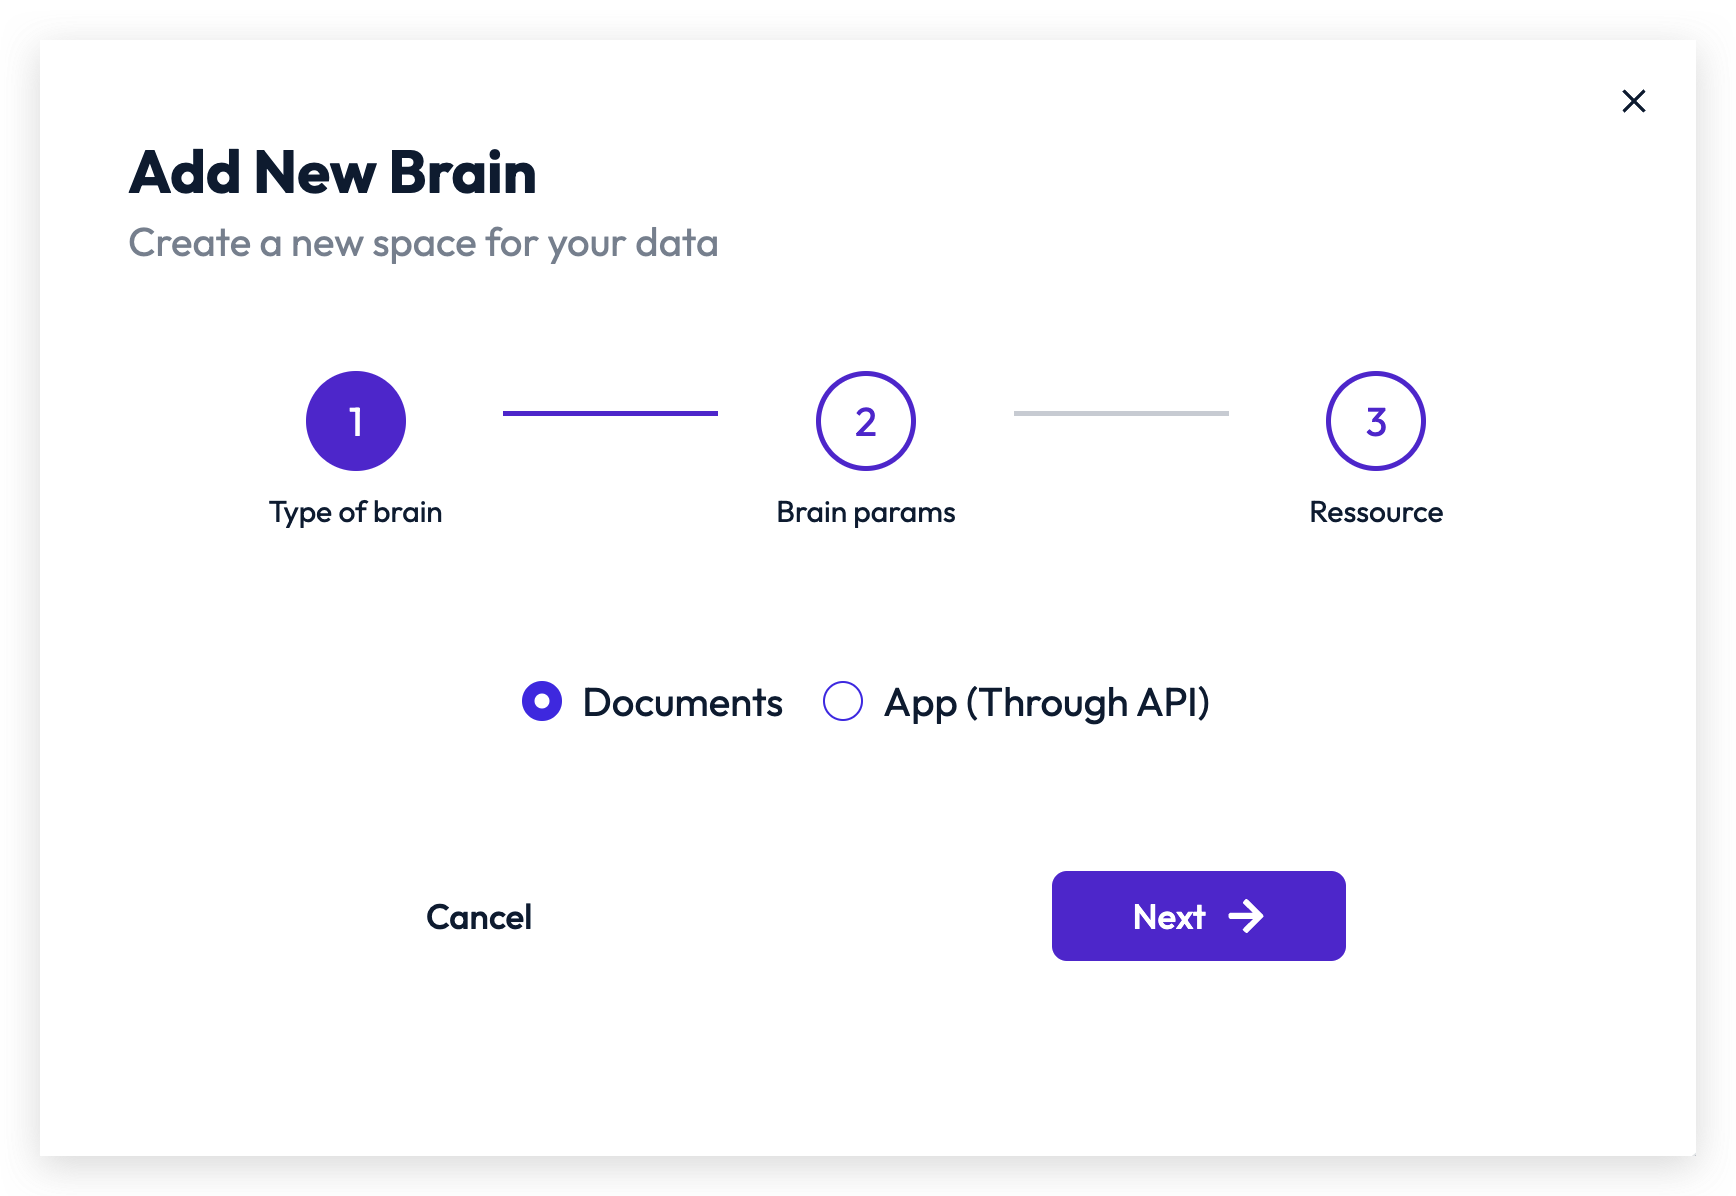 Add New Brain
Create a new space for your data
1
2
3
Type of brain
Brain params
Ressource
Documents
App (Through API)
Cancel
Next